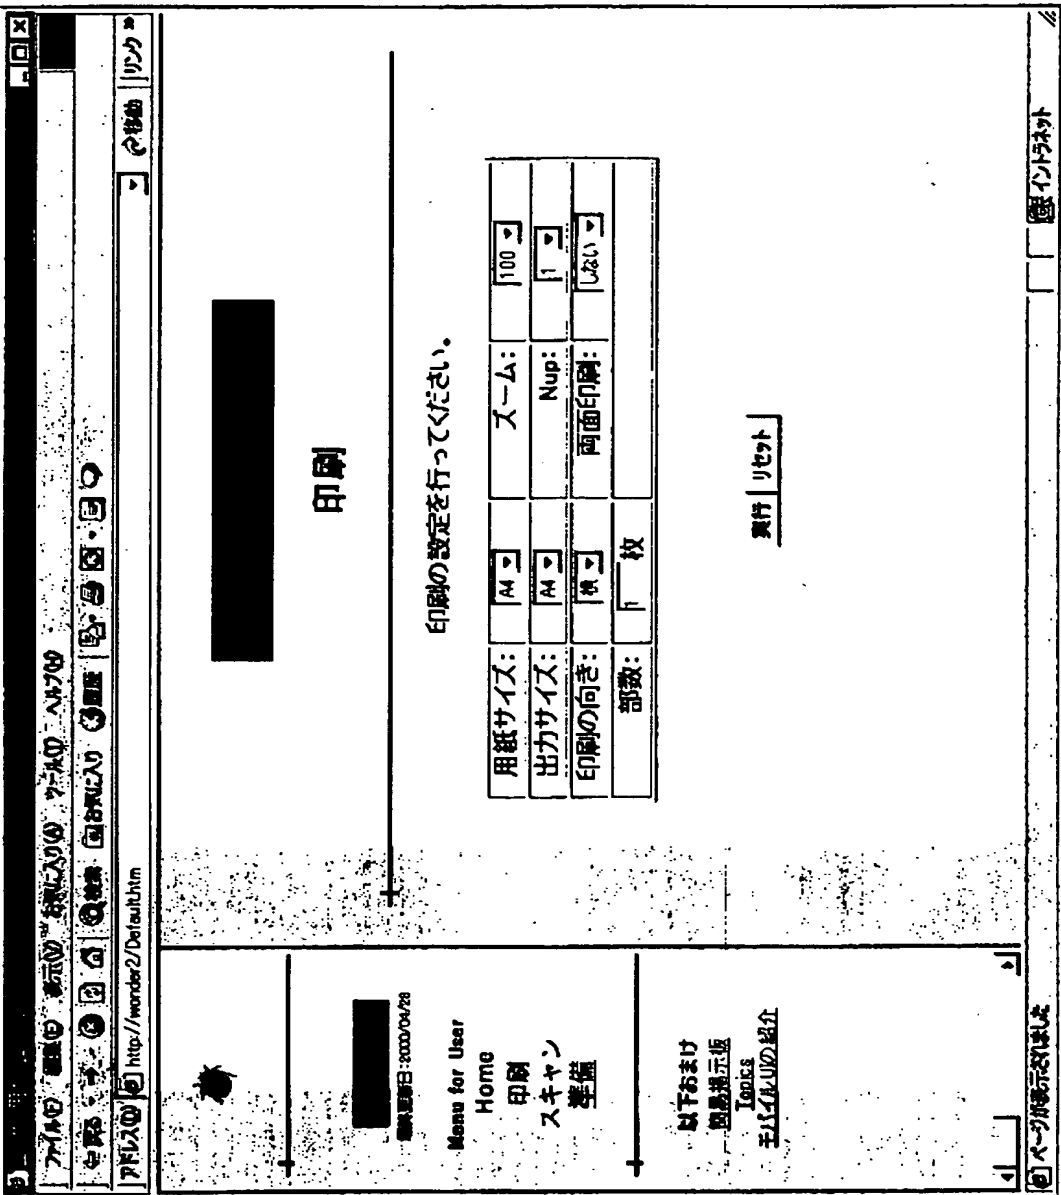 ファイル(F) 編集(E) 表示(V) お気に入り(A) ツール(T) ヘルプ(H)
戻る 検索 お気に入り 履歴
アドレス(D) http://wonder2/Default.htm 移動 リンク »
最終更新日:2000/04/28
Menu for User
Home
印刷
スキャン
準備
以下おまけ
簡易掲示板
Topics
モバイルUIの紹介
印刷
印刷の設定を行ってください。
用紙サイズ: A4 ズーム: 100
出力サイズ: A4 Nup: 1
印刷の向き: 横 両面印刷: しない
部数: 1 枚
実行 リセット
ページが表示されました イントラネット